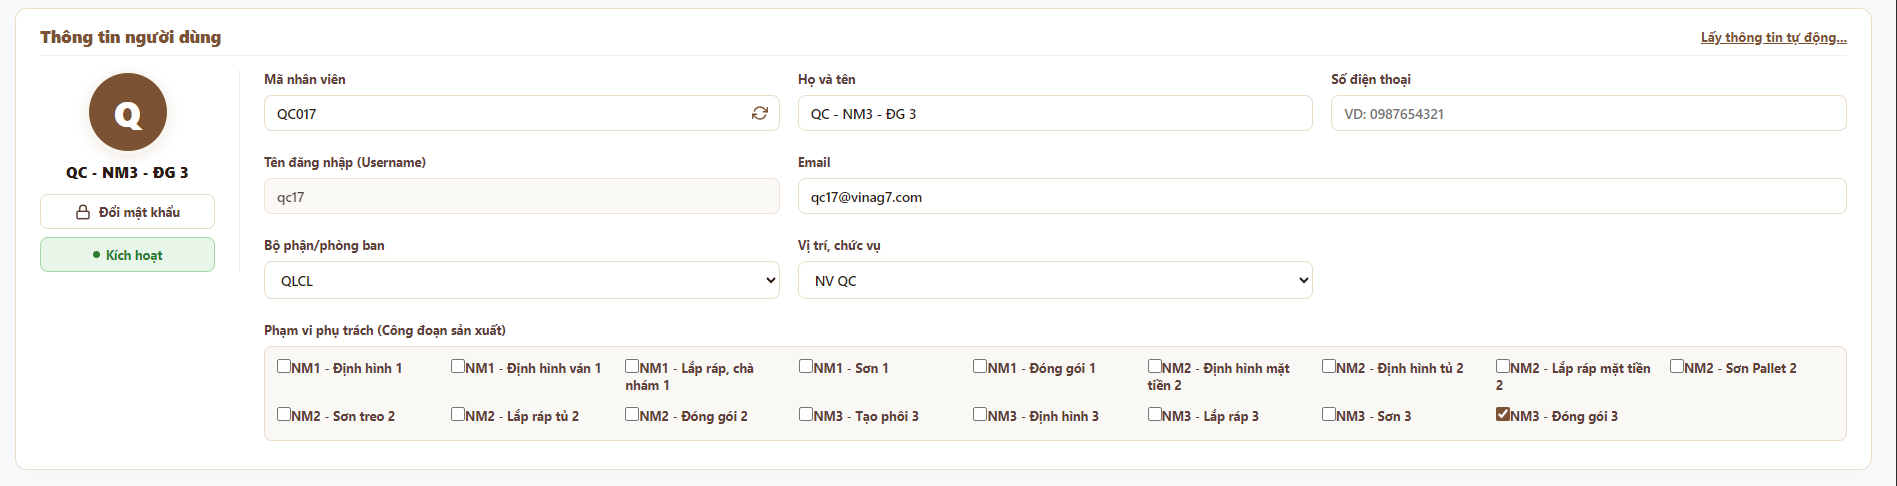 Thông tin người dùng
Lấy thông tin tự động...
Q
QC - NM3 - ĐG 3
Đổi mật khẩu
Kích hoạt
Mã nhân viên
QC017
Họ và tên
QC - NM3 - ĐG 3
Số điện thoại
VD: 0987654321
Tên đăng nhập (Username)
qc17
Email
qc17@vinag7.com
Bộ phận/phòng ban
QLCL
Vị trí, chức vụ
NV QC
Phạm vi phụ trách (Công đoạn sản xuất)
NM1 - Định hình 1
NM1 - Định hình ván 1
NM1 - Lắp ráp, chà
nhám 1
NM1 - Sơn 1
NM1 - Đóng gói 1
NM2 - Định hình mặt
tiền 2
NM2 - Định hình tủ 2
NM2 - Lắp ráp mặt tiền
2
NM2 - Sơn Pallet 2
NM2 - Sơn treo 2
NM2 - Lắp ráp tủ 2
NM2 - Đóng gói 2
NM3 - Tạo phôi 3
NM3 - Định hình 3
NM3 - Lắp ráp 3
NM3 - Sơn 3
NM3 - Đóng gói 3